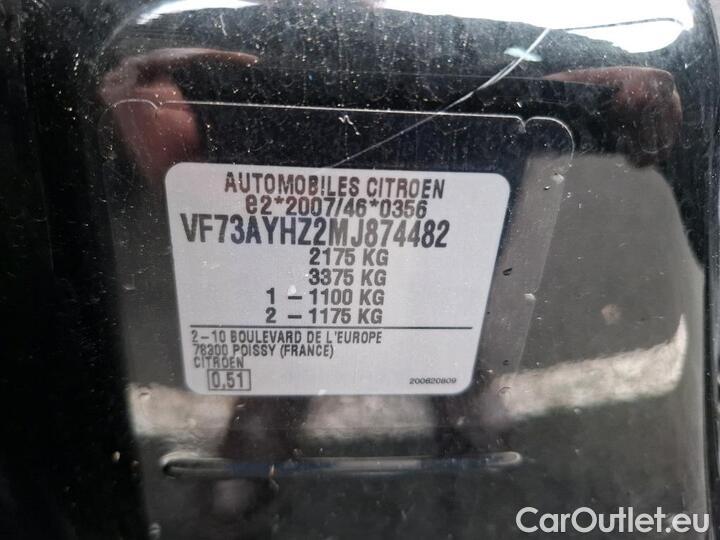 AUTOMOBILES CITROEN
e2*2007/46*0356
VF73AYHZ2MJ874482
2175 KG
3375 KG
1 – 1100 KG
2 – 1175 KG
2-10 BOULEVARD DE L'EUROPE
78300 POISSY (FRANCE)
CITROEN
0,51
200620809
CarOutlet.eu